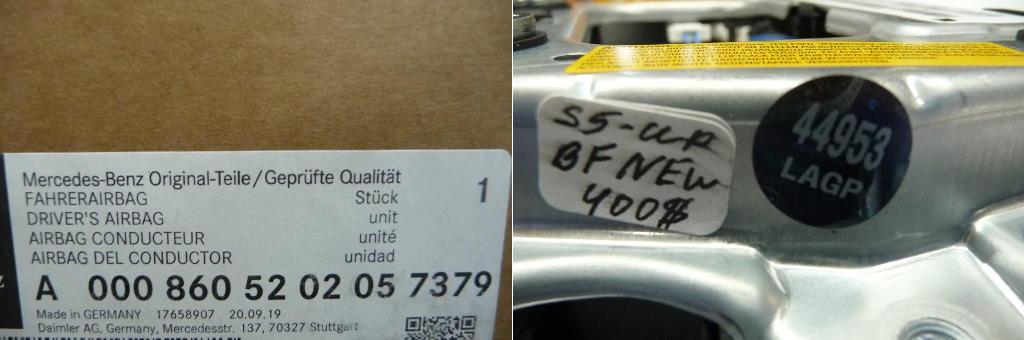 Mercedes-Benz Original-Teile/Geprüfte Qualität
FAHRERAIRBAG Stück 1
DRIVER'S AIRBAG unit
AIRBAG CONDUCTEUR unité
AIRBAG DEL CONDUCTOR unidad
A 000 860 52 02 05 7379
Made in GERMANY 17658907 20.09.19
Daimler AG, Germany, Mercedesstr. 137, 70327 Stuttgart
BF NEW
400$
44953
LAGP